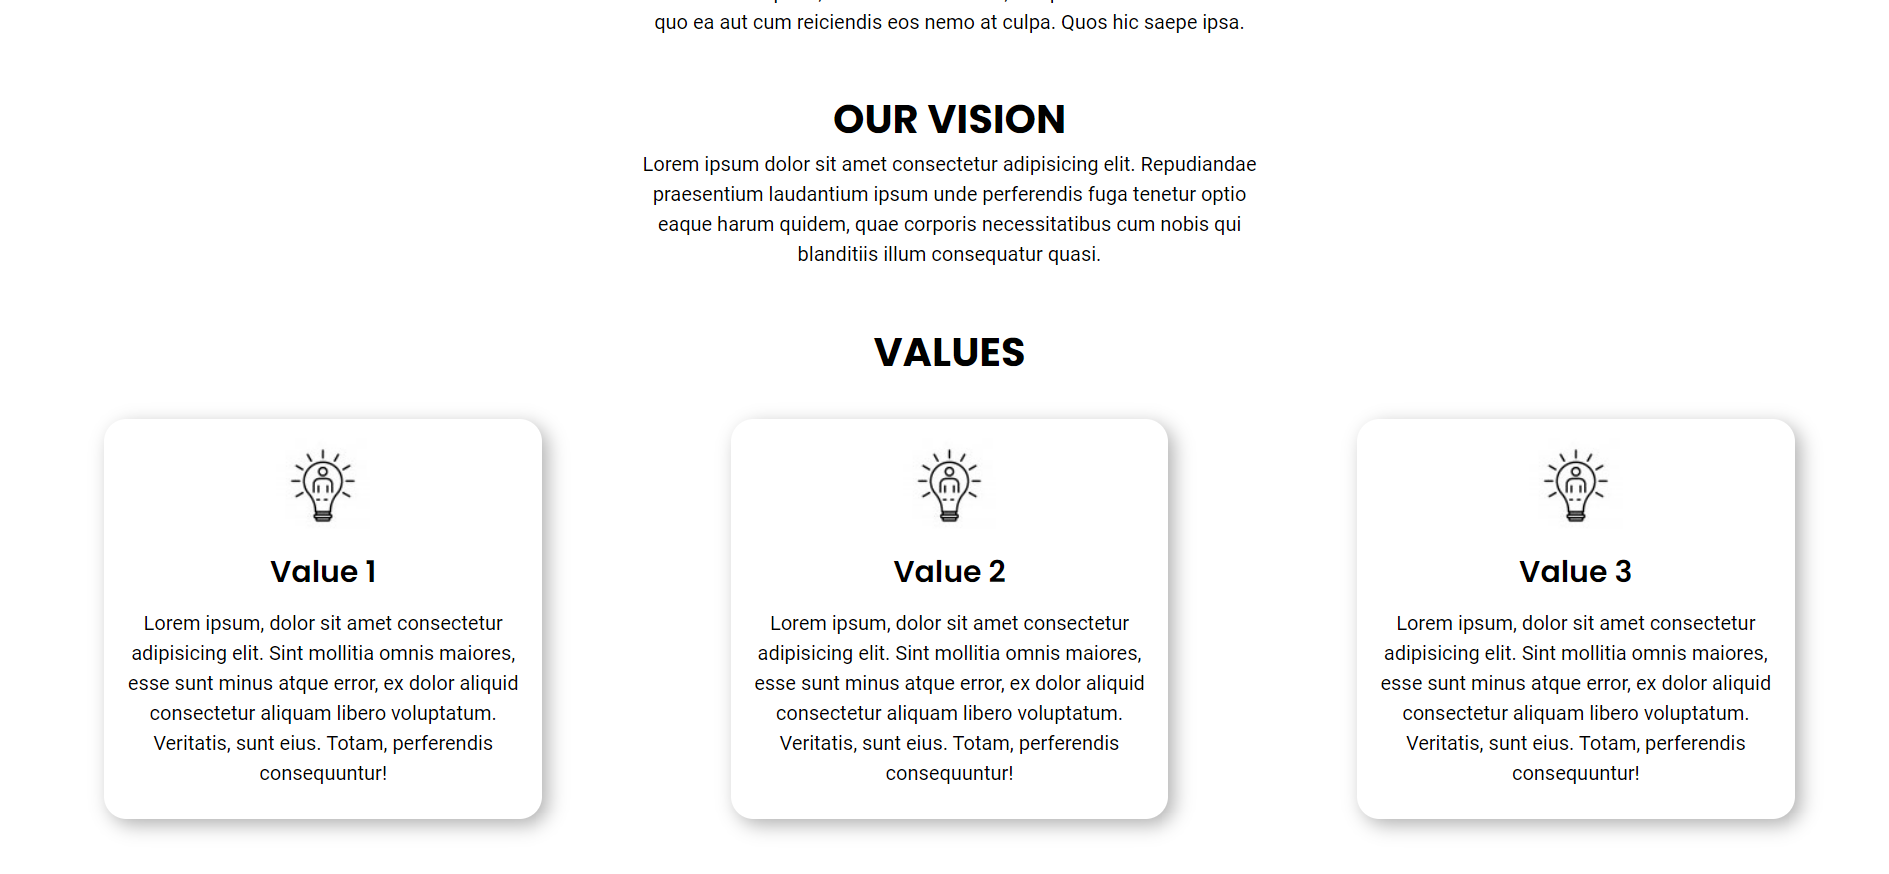 quo ea aut cum reiciendis eos nemo at culpa. Quos hic saepe ipsa.
OUR VISION
Lorem ipsum dolor sit amet consectetur adipisicing elit. Repudiandae
praesentium laudantium ipsum unde perferendis fuga tenetur optio
eaque harum quidem, quae corporis necessitatibus cum nobis qui
blanditiis illum consequatur quasi.
VALUES
Value 1
Lorem ipsum, dolor sit amet consectetur
adipisicing elit. Sint mollitia omnis maiores,
esse sunt minus atque error, ex dolor aliquid
consectetur aliquam libero voluptatum.
Veritatis, sunt eius. Totam, perferendis
consequuntur!
Value 2
Lorem ipsum, dolor sit amet consectetur
adipisicing elit. Sint mollitia omnis maiores,
esse sunt minus atque error, ex dolor aliquid
consectetur aliquam libero voluptatum.
Veritatis, sunt eius. Totam, perferendis
consequuntur!
Value 3
Lorem ipsum, dolor sit amet consectetur
adipisicing elit. Sint mollitia omnis maiores,
esse sunt minus atque error, ex dolor aliquid
consectetur aliquam libero voluptatum.
Veritatis, sunt eius. Totam, perferendis
consequuntur!